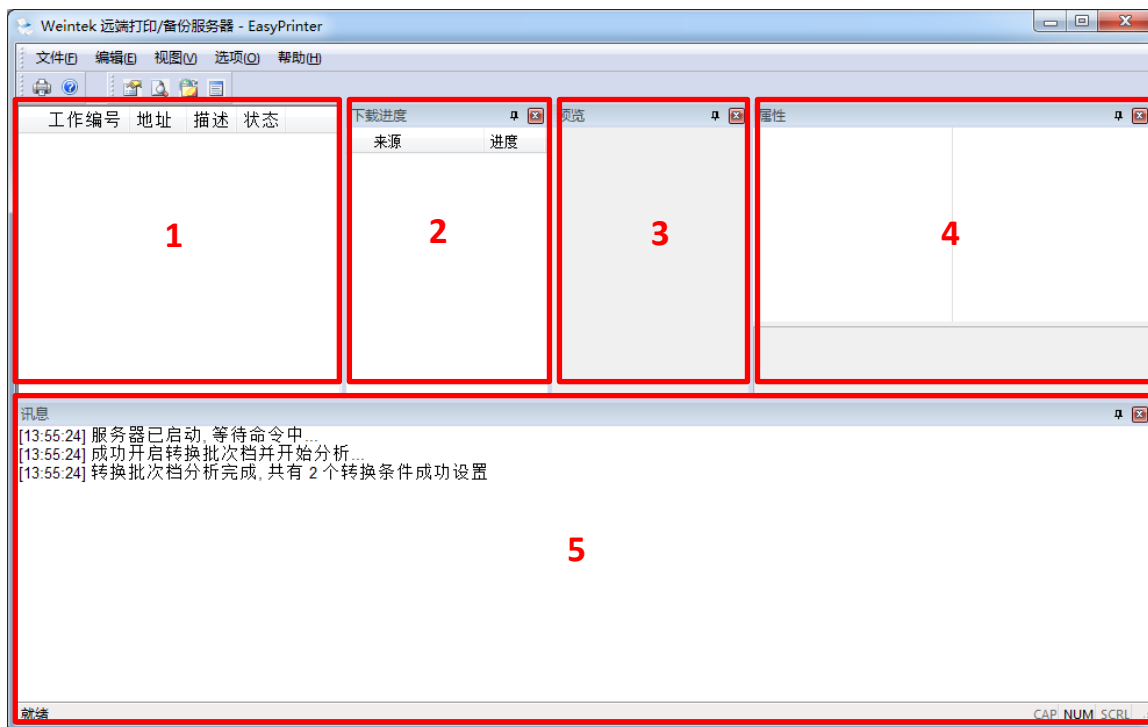 Weintek 远端打印/备份服务器 - EasyPrinter
文件(F) 编辑(E) 视图(V) 选项(O) 帮助(H)
工作编号 地址 描述 状态
1
下载进度
来源 进度
2
预览
3
属性
4
讯息
[13:55:24] 服务器已启动, 等待命令中...
[13:55:24] 成功开启转换批次档并开始分析...
[13:55:24] 转换批次档分析完成, 共有 2 个转换条件成功设置
5
就绪 CAP NUM SCRL